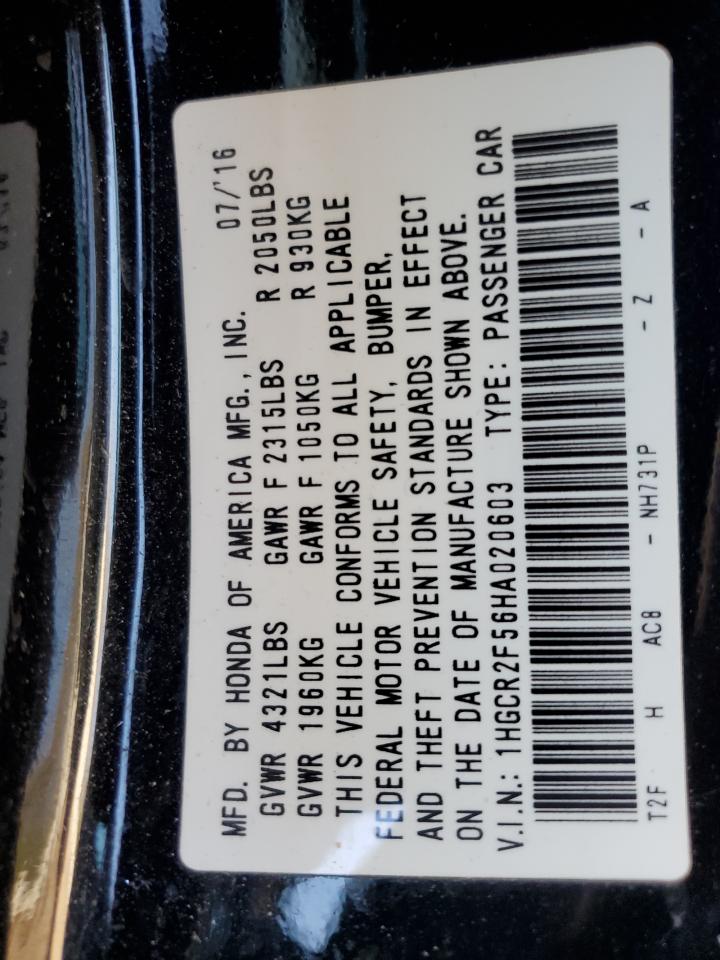 MFD. BY HONDA OF AMERICA MFG., INC. 07/'16
GVWR 4321LBS GAWR F 2315LBS R 2050LBS
GVWR 1960KG GAWR F 1050KG R 930KG
THIS VEHICLE CONFORMS TO ALL APPLICABLE
FEDERAL MOTOR VEHICLE SAFETY, BUMPER,
AND THEFT PREVENTION STANDARDS IN EFFECT
ON THE DATE OF MANUFACTURE SHOWN ABOVE.
V.I.N.: 1HGCR2F56HA020603 TYPE: PASSENGER CAR
T2F H AC8 - NH731P - Z - A